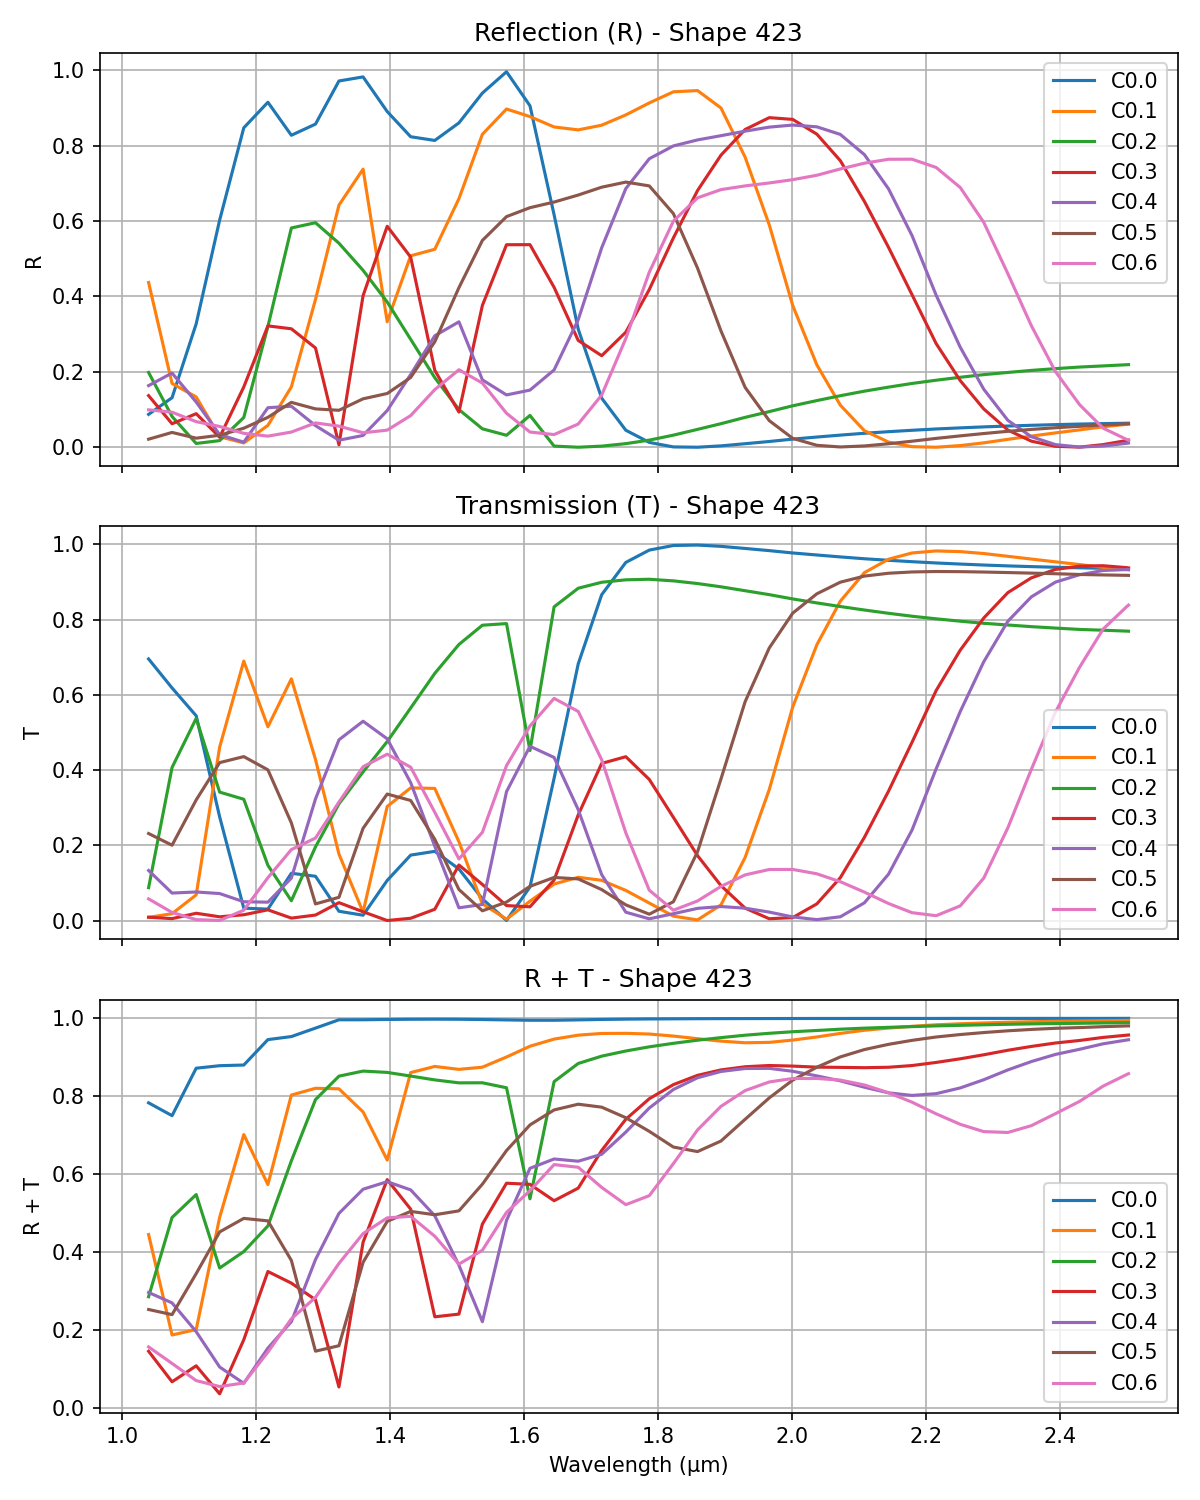 Reflection (R) - Shape 423
1.0
0.8
0.6
0.4
0.2
0.0
R
C0.0
C0.1
C0.2
C0.3
C0.4
C0.5
C0.6
Transmission (T) - Shape 423
1.0
0.8
0.6
0.4
0.2
0.0
T
C0.0
C0.1
C0.2
C0.3
C0.4
C0.5
C0.6
R + T - Shape 423
1.0
0.8
0.6
0.4
0.2
0.0
R + T
C0.0
C0.1
C0.2
C0.3
C0.4
C0.5
C0.6
1.0 1.2 1.4 1.6 1.8 2.0 2.2 2.4
Wavelength (µm)